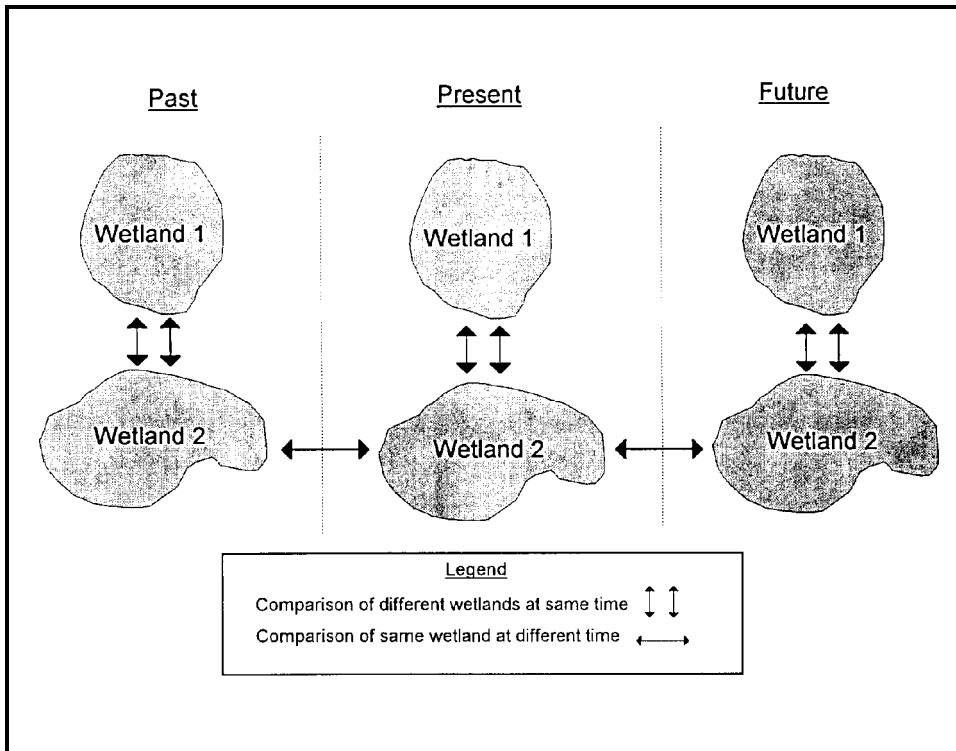 Past
Present
Future
Wetland 1
Wetland 1
Wetland 1
Wetland 2
Wetland 2
Wetland 2
Legend
Comparison of different wetlands at same time
Comparison of same wetland at different time